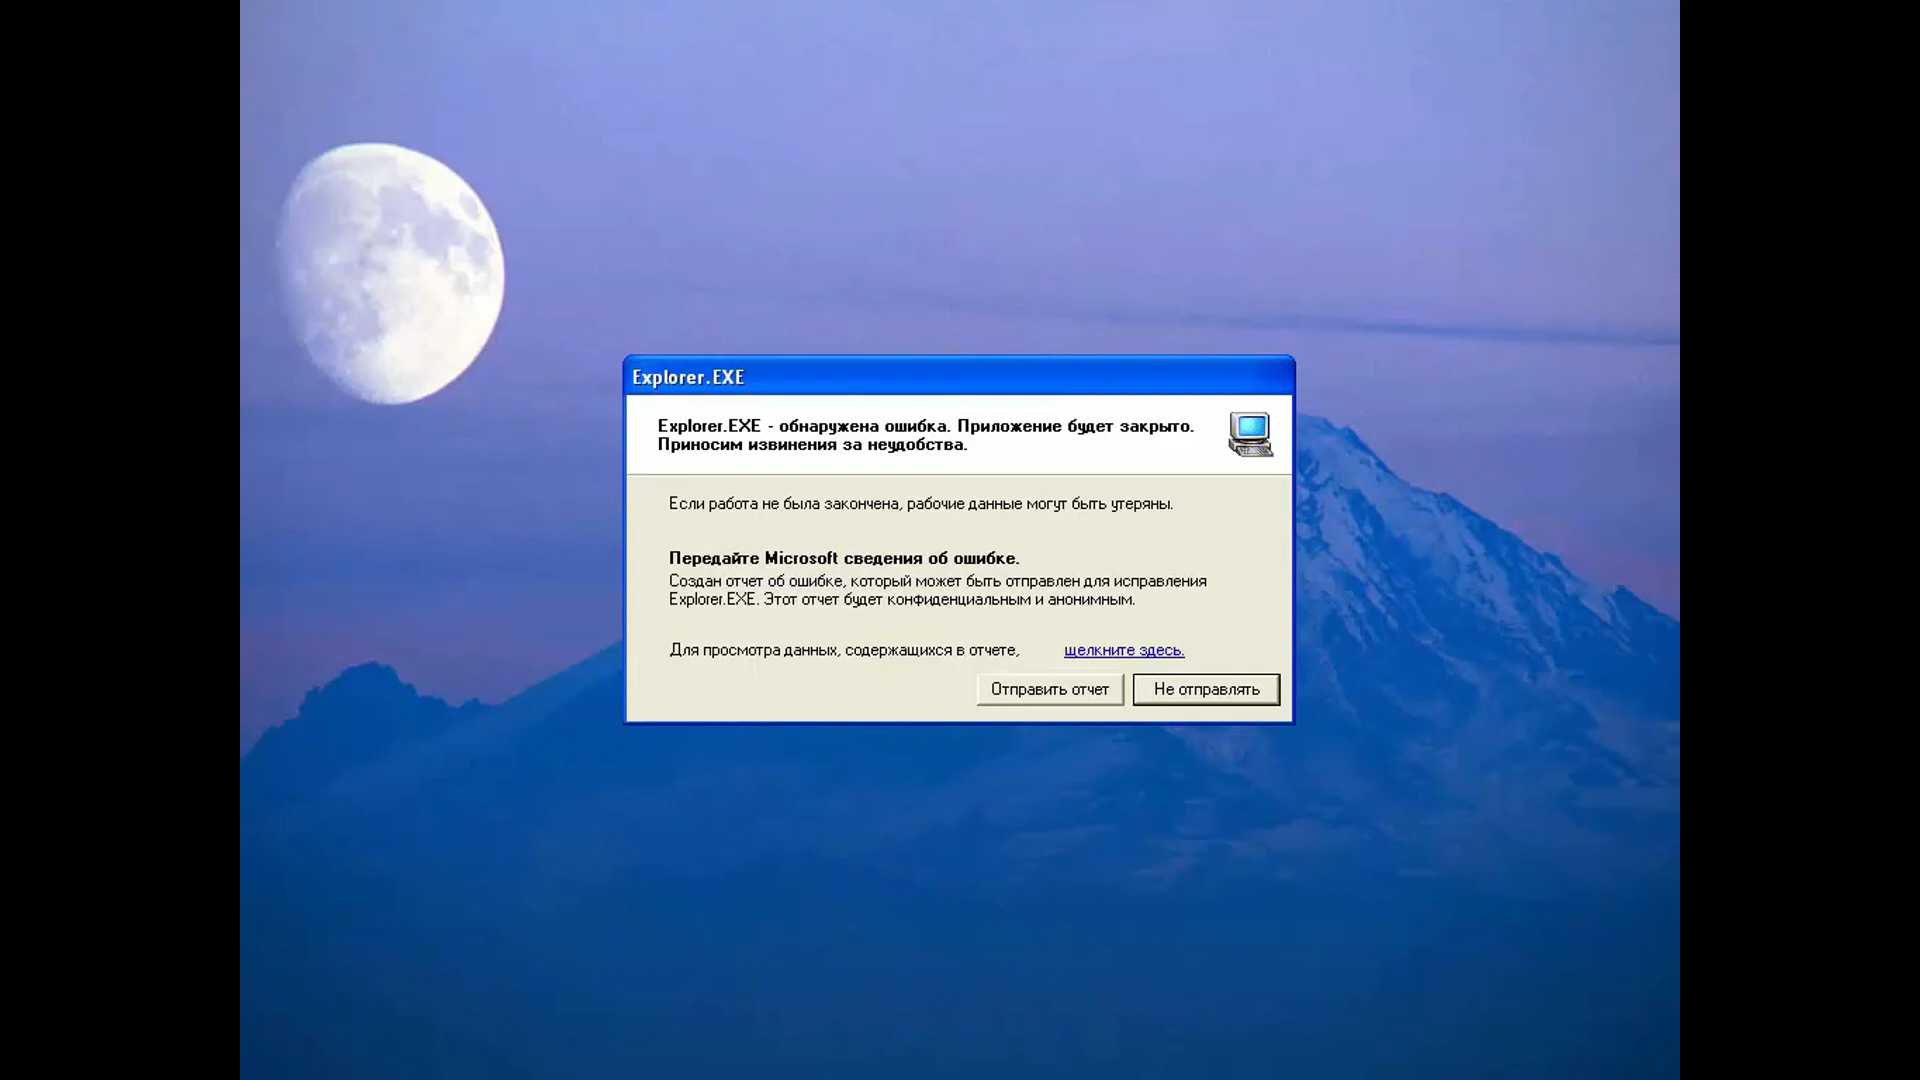 Explorer.EXE
Explorer.EXE - обнаружена ошибка. Приложение будет закрыто.
Приносим извинения за неудобства.
Если работа не была закончена, рабочие данные могут быть утеряны.
Передайте Microsoft сведения об ошибке.
Создан отчет об ошибке, который может быть отправлен для исправления
Explorer.EXE. Этот отчет будет конфиденциальным и анонимным.
Для просмотра данных, содержащихся в отчете, щелкните здесь.
Отправить отчет Не отправлять